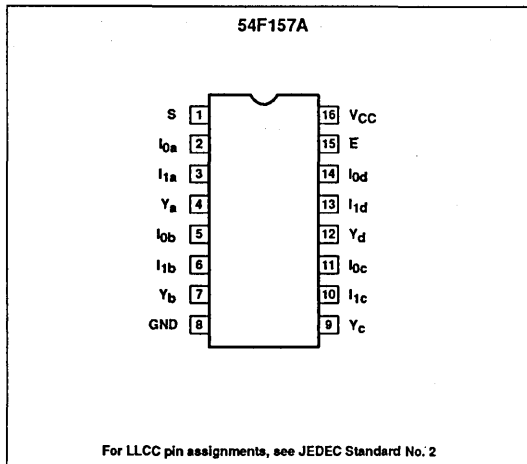 54F157A
S 1 16 VCC
I0a 2 15 E
I1a 3 14 I0d
Ya 4 13 I1d
I0b 5 12 Yd
I1b 6 11 I0c
Yb 7 10 I1c
GND 8 9 Yc
For LLCC pin assignments, see JEDEC Standard No. 2